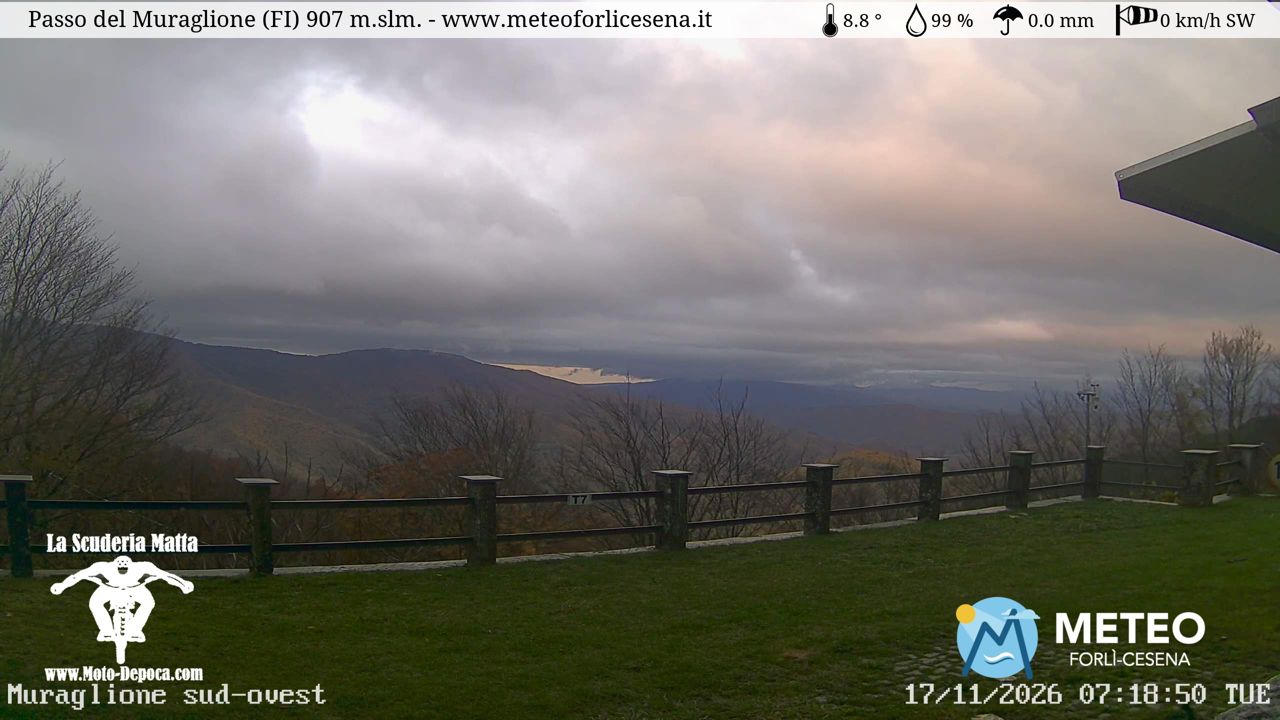 Passo del Muraglione (FI) 907 m.slm. - www.meteoforlicesena.it 8.8 ° 99 % 0.0 mm 0 km/h SW
T7
La Scuderia Matta
www.Moto-Depoca.com
METEO
FORLÌ-CESENA
Muraglione sud-ovest 17/11/2026 07:18:50 TUE